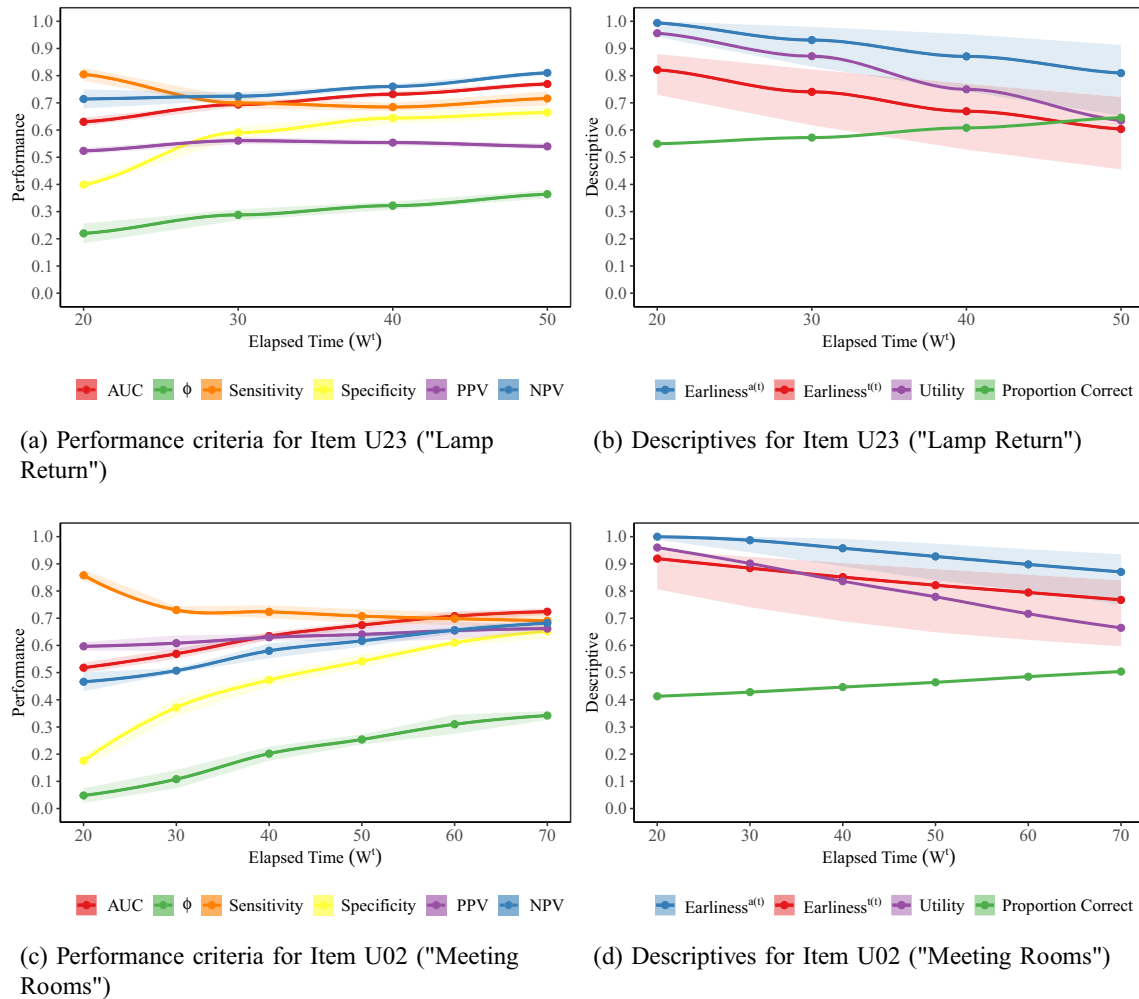 1.0
0.9
0.8
0.7
0.6
0.5
0.4
0.3
0.2
0.1
0.0
Performance
20 30 40 50
Elapsed Time (Wᵗ)
AUC ϕ Sensitivity Specificity PPV NPV
(a) Performance criteria for Item U23 ("Lamp
Return")
1.0
0.9
0.8
0.7
0.6
0.5
0.4
0.3
0.2
0.1
0.0
Descriptive
20 30 40 50
Elapsed Time (Wᵗ)
Earlinessᵃ⁽ᵗ⁾ Earlinessᵗ⁽ᵗ⁾ Utility Proportion Correct
(b) Descriptives for Item U23 ("Lamp Return")
1.0
0.9
0.8
0.7
0.6
0.5
0.4
0.3
0.2
0.1
0.0
Performance
20 30 40 50 60 70
Elapsed Time (Wᵗ)
AUC ϕ Sensitivity Specificity PPV NPV
(c) Performance criteria for Item U02 ("Meeting
Rooms")
1.0
0.9
0.8
0.7
0.6
0.5
0.4
0.3
0.2
0.1
0.0
Descriptive
20 30 40 50 60 70
Elapsed Time (Wᵗ)
Earlinessᵃ⁽ᵗ⁾ Earlinessᵗ⁽ᵗ⁾ Utility Proportion Correct
(d) Descriptives for Item U02 ("Meeting Rooms")